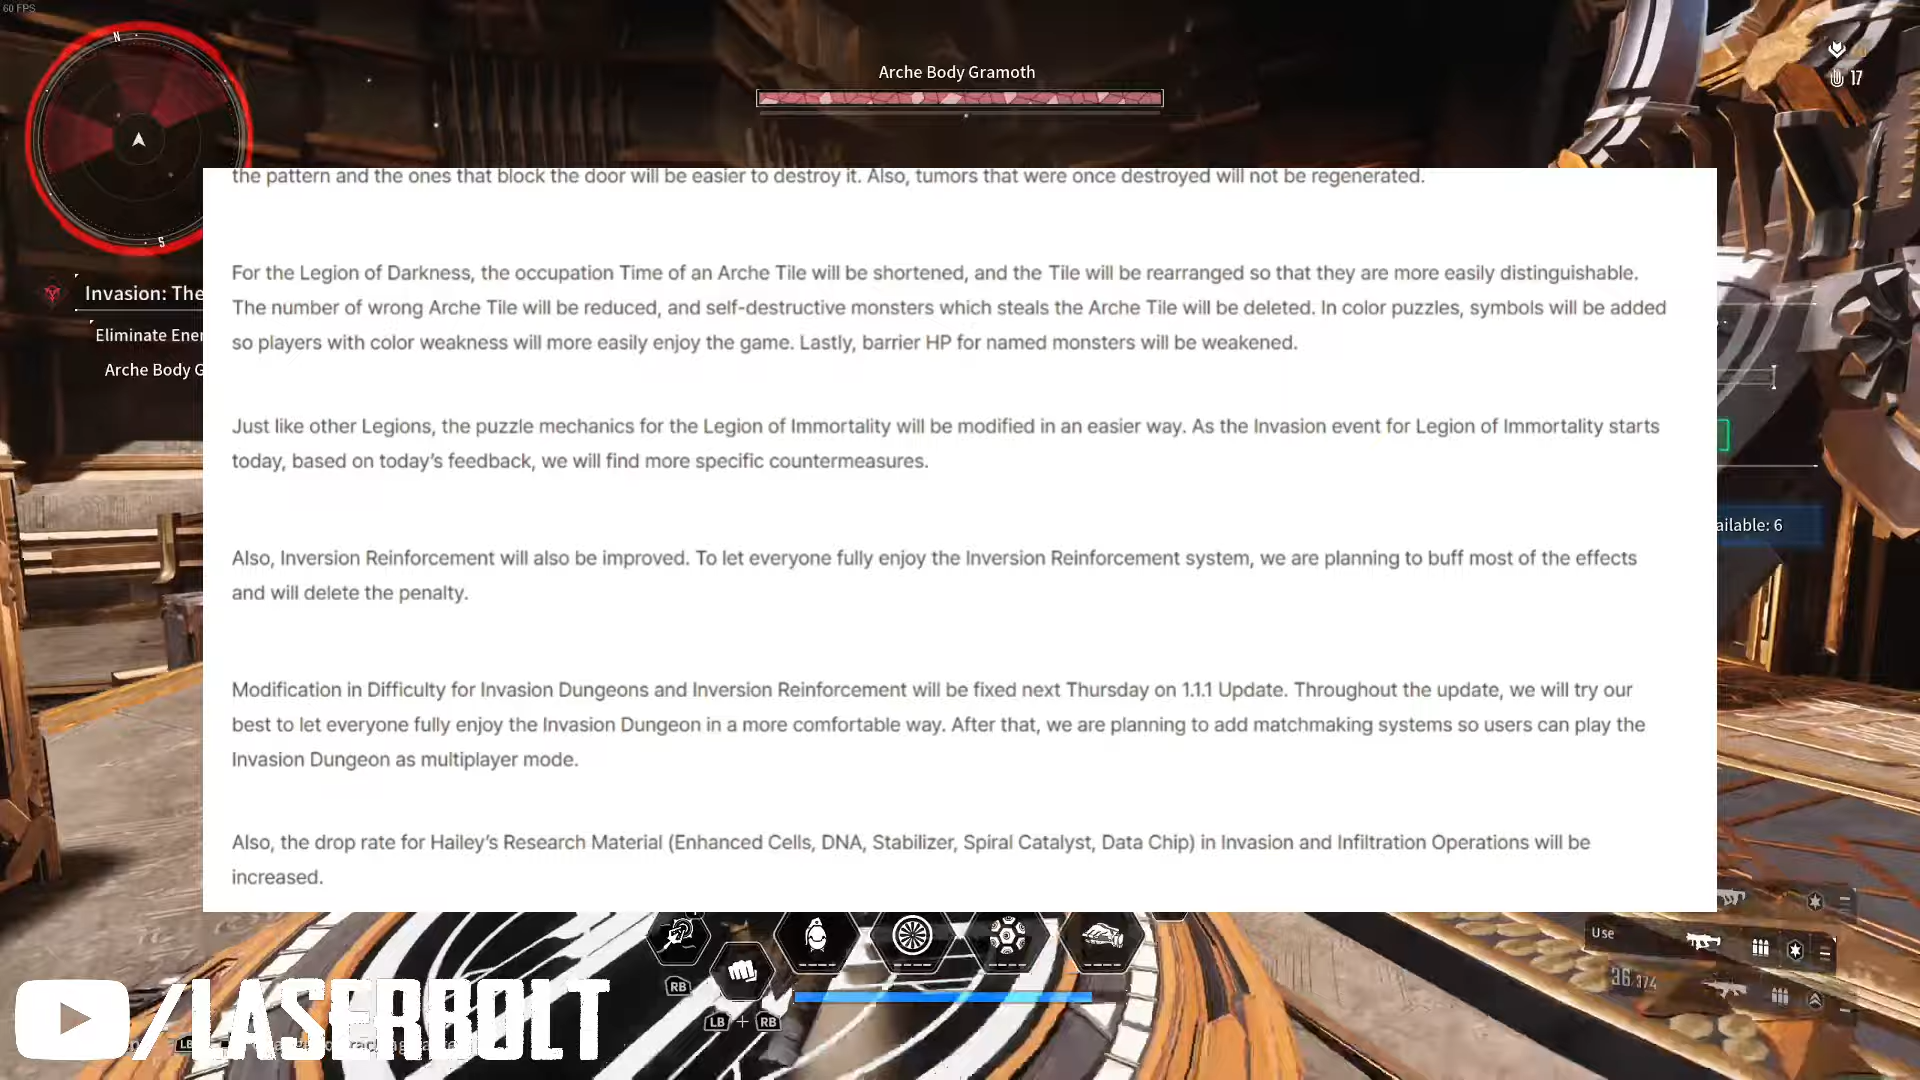 60 FPS
N
Arche Body Gramoth
17
the pattern and the ones that block the door will be easier to destroy it. Also, tumors that were once destroyed will not be regenerated.
S
For the Legion of Darkness, the occupation Time of an Arche Tile will be shortened, and the Tile will be rearranged so that they are more easily distinguishable.
Invasion: The
The number of wrong Arche Tile will be reduced, and self-destructive monsters which steals the Arche Tile will be deleted. In color puzzles, symbols will be added
Eliminate Ener
so players with color weakness will more easily enjoy the game. Lastly, barrier HP for named monsters will be weakened.
Arche Body G
Just like other Legions, the puzzle mechanics for the Legion of Immortality will be modified in an easier way. As the Invasion event for Legion of Immortality starts
today, based on today's feedback, we will find more specific countermeasures.
ailable: 6
Also, Inversion Reinforcement will also be improved. To let everyone fully enjoy the Inversion Reinforcement system, we are planning to buff most of the effects
and will delete the penalty.
Modification in Difficulty for Invasion Dungeons and Inversion Reinforcement will be fixed next Thursday on 1.1.1 Update. Throughout the update, we will try our
best to let everyone fully enjoy the Invasion Dungeon in a more comfortable way. After that, we are planning to add matchmaking systems so users can play the
Invasion Dungeon as multiplayer mode.
Also, the drop rate for Hailey's Research Material (Enhanced Cells, DNA, Stabilizer, Spiral Catalyst, Data Chip) in Invasion and Infiltration Operations will be
increased.
Use
RB
36/374
LB + RB
/LASERBOLT
LB